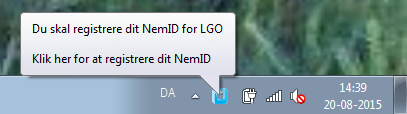 Du skal registrere dit NemID for LGO
Klik her for at registrere dit NemID
DA
14:39
20-08-2015